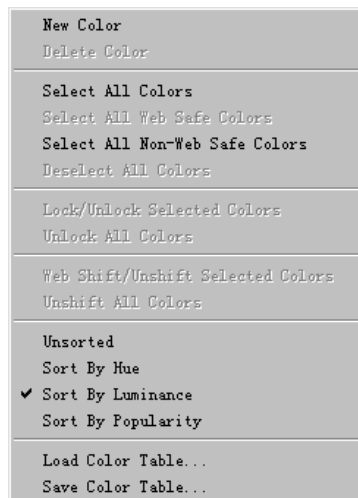 New Color
Delete Color
Select All Colors
Select All Web Safe Colors
Select All Non-Web Safe Colors
Deselect All Colors
Lock/Unlock Selected Colors
Unlock All Colors
Web Shift/Unshift Selected Colors
Unshift All Colors
Unsorted
Sort By Hue
✔ Sort By Luminance
Sort By Popularity
Load Color Table...
Save Color Table...